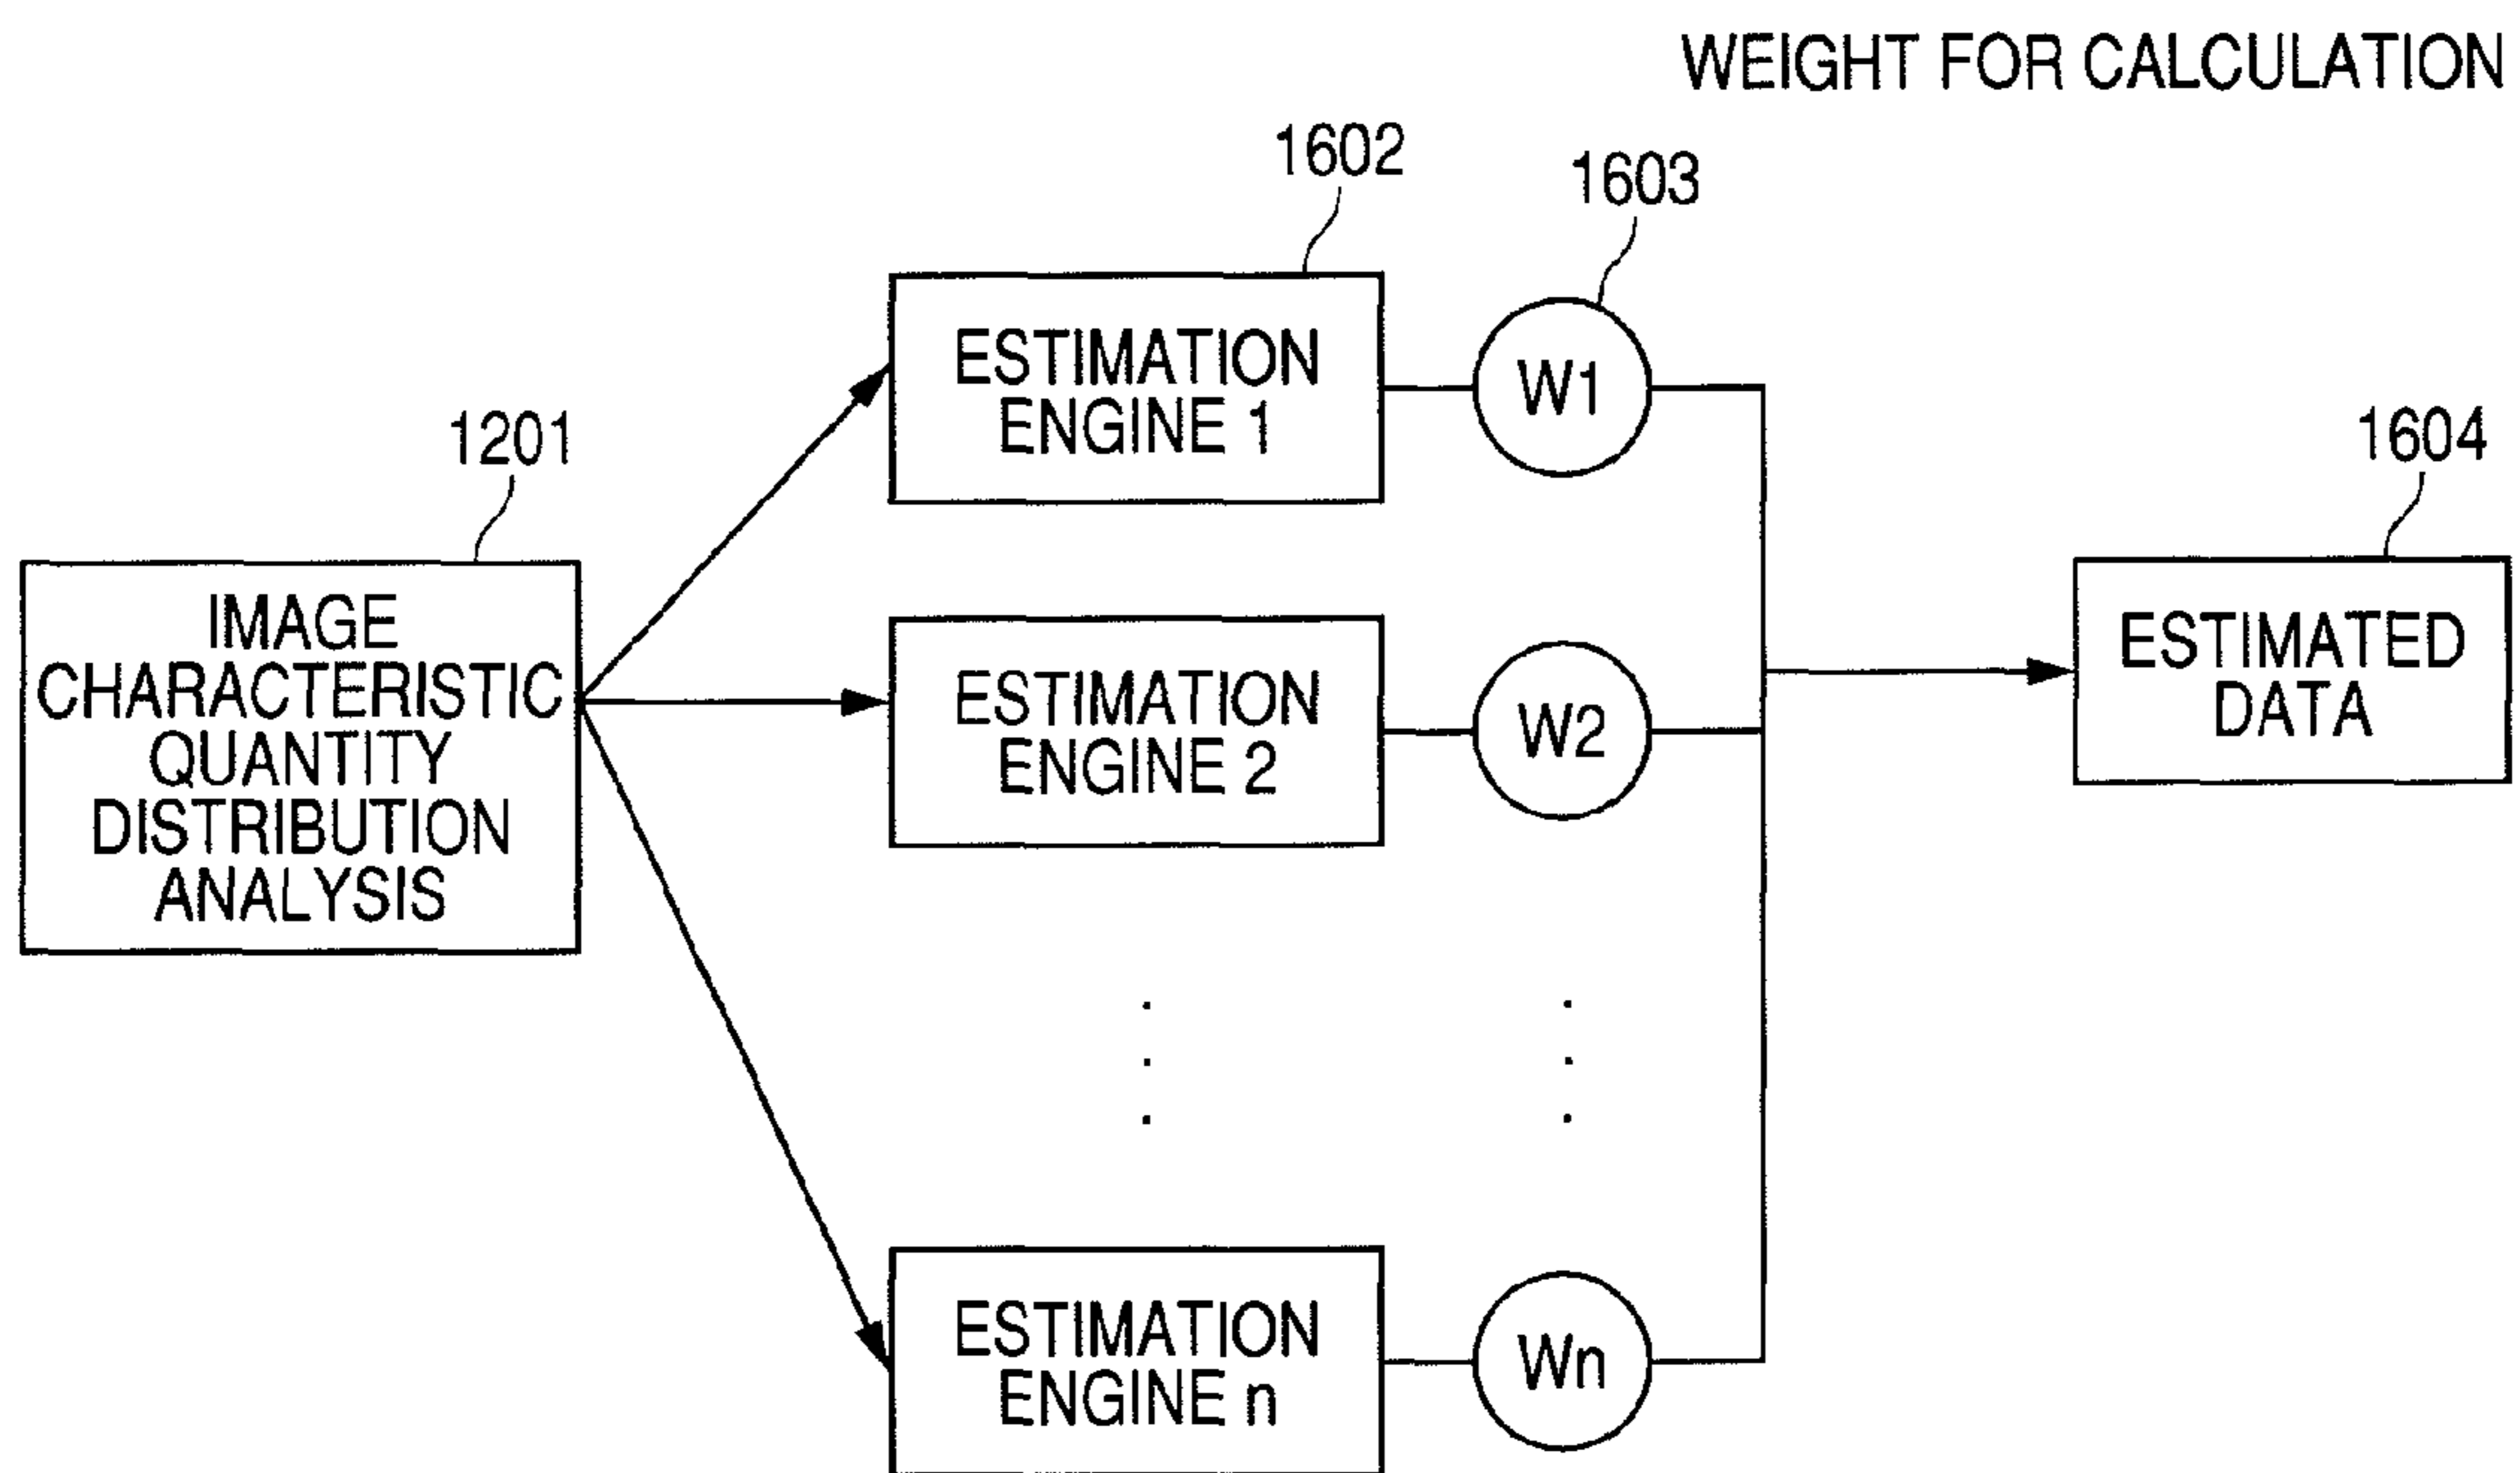 WEIGHT FOR CALCULATION
1602
1603
1201
1604
ESTIMATION
ENGINE 1
W1
IMAGE
CHARACTERISTIC
QUANTITY
DISTRIBUTION
ANALYSIS
ESTIMATION
ENGINE 2
W2
ESTIMATED
DATA
ESTIMATION
ENGINE n
Wn